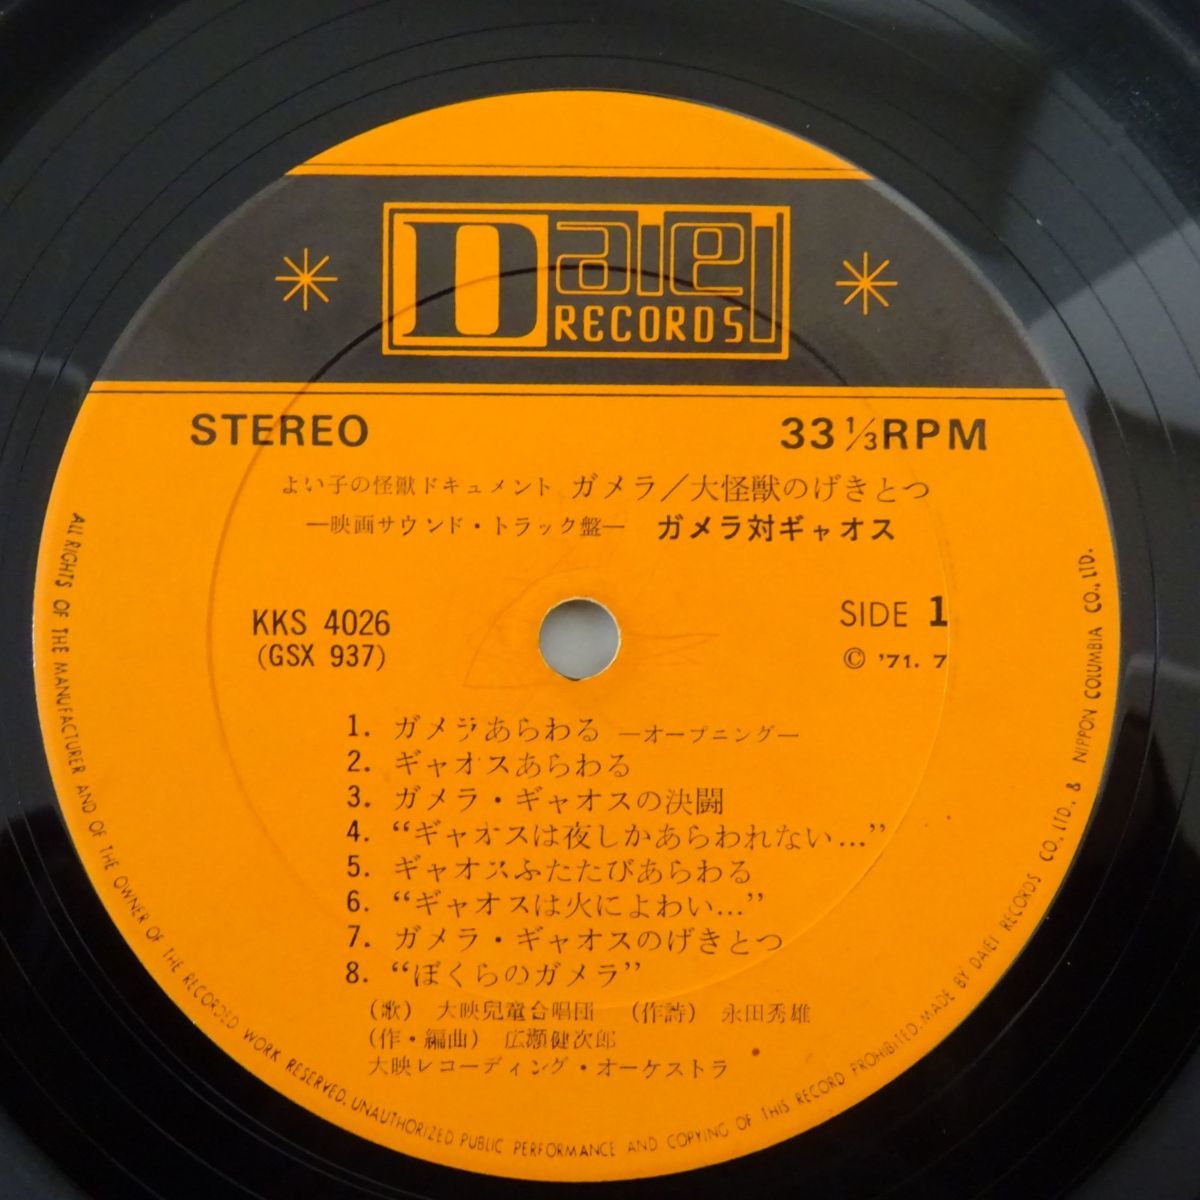 Daiei
RECORDS
STEREO
33 1/3 RPM
よい子の怪獣ドキュメント ガメラ/大怪獣のげきとつ
—映画サウンド・トラック盤— ガメラ対ギャオス
KKS 4026
(GSX 937)
SIDE 1
© '71. 7
1. ガメラあらわる —オープニング—
2. ギャオスあらわる
3. ガメラ・ギャオスの決闘
4. “ギャオスは夜しかあらわれない...”
5. ギャオスふたたびあらわる
6. “ギャオスは火によわい...”
7. ガメラ・ギャオスのげきとつ
8. “ぼくらのガメラ”
(歌) 大映兒童合唱団 (作詩) 永田秀雄
(作・編曲) 広瀬健次郎
大映レコーディング・オーケストラ
ALL RIGHTS OF THE MANUFACTURER AND OF THE OWNER OF THE RECORDED WORK RESERVED. UNAUTHORIZED PUBLIC PERFORMANCE AND COPYING OF THIS RECORD PROHIBITED. MADE BY DAIEI RECORDS CO., LTD. & NIPPON COLUMBIA CO., LTD.